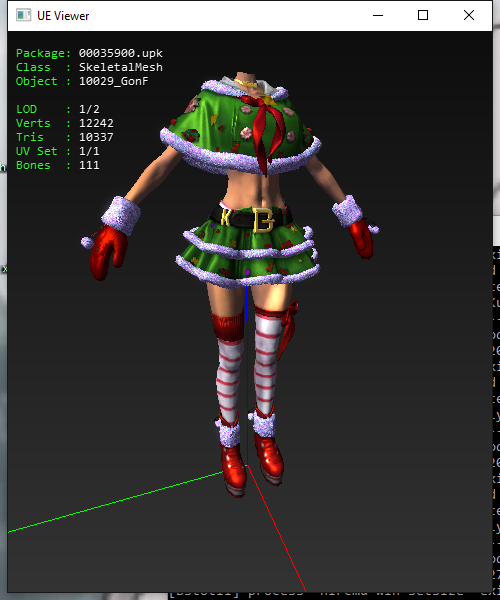 UE Viewer
Package: 00035900.upk
Class : SkeletalMesh
Object : 10029_GonF
LOD : 1/2
Verts : 12242
Tris : 10337
UV Set : 1/1
Bones : 111
K B